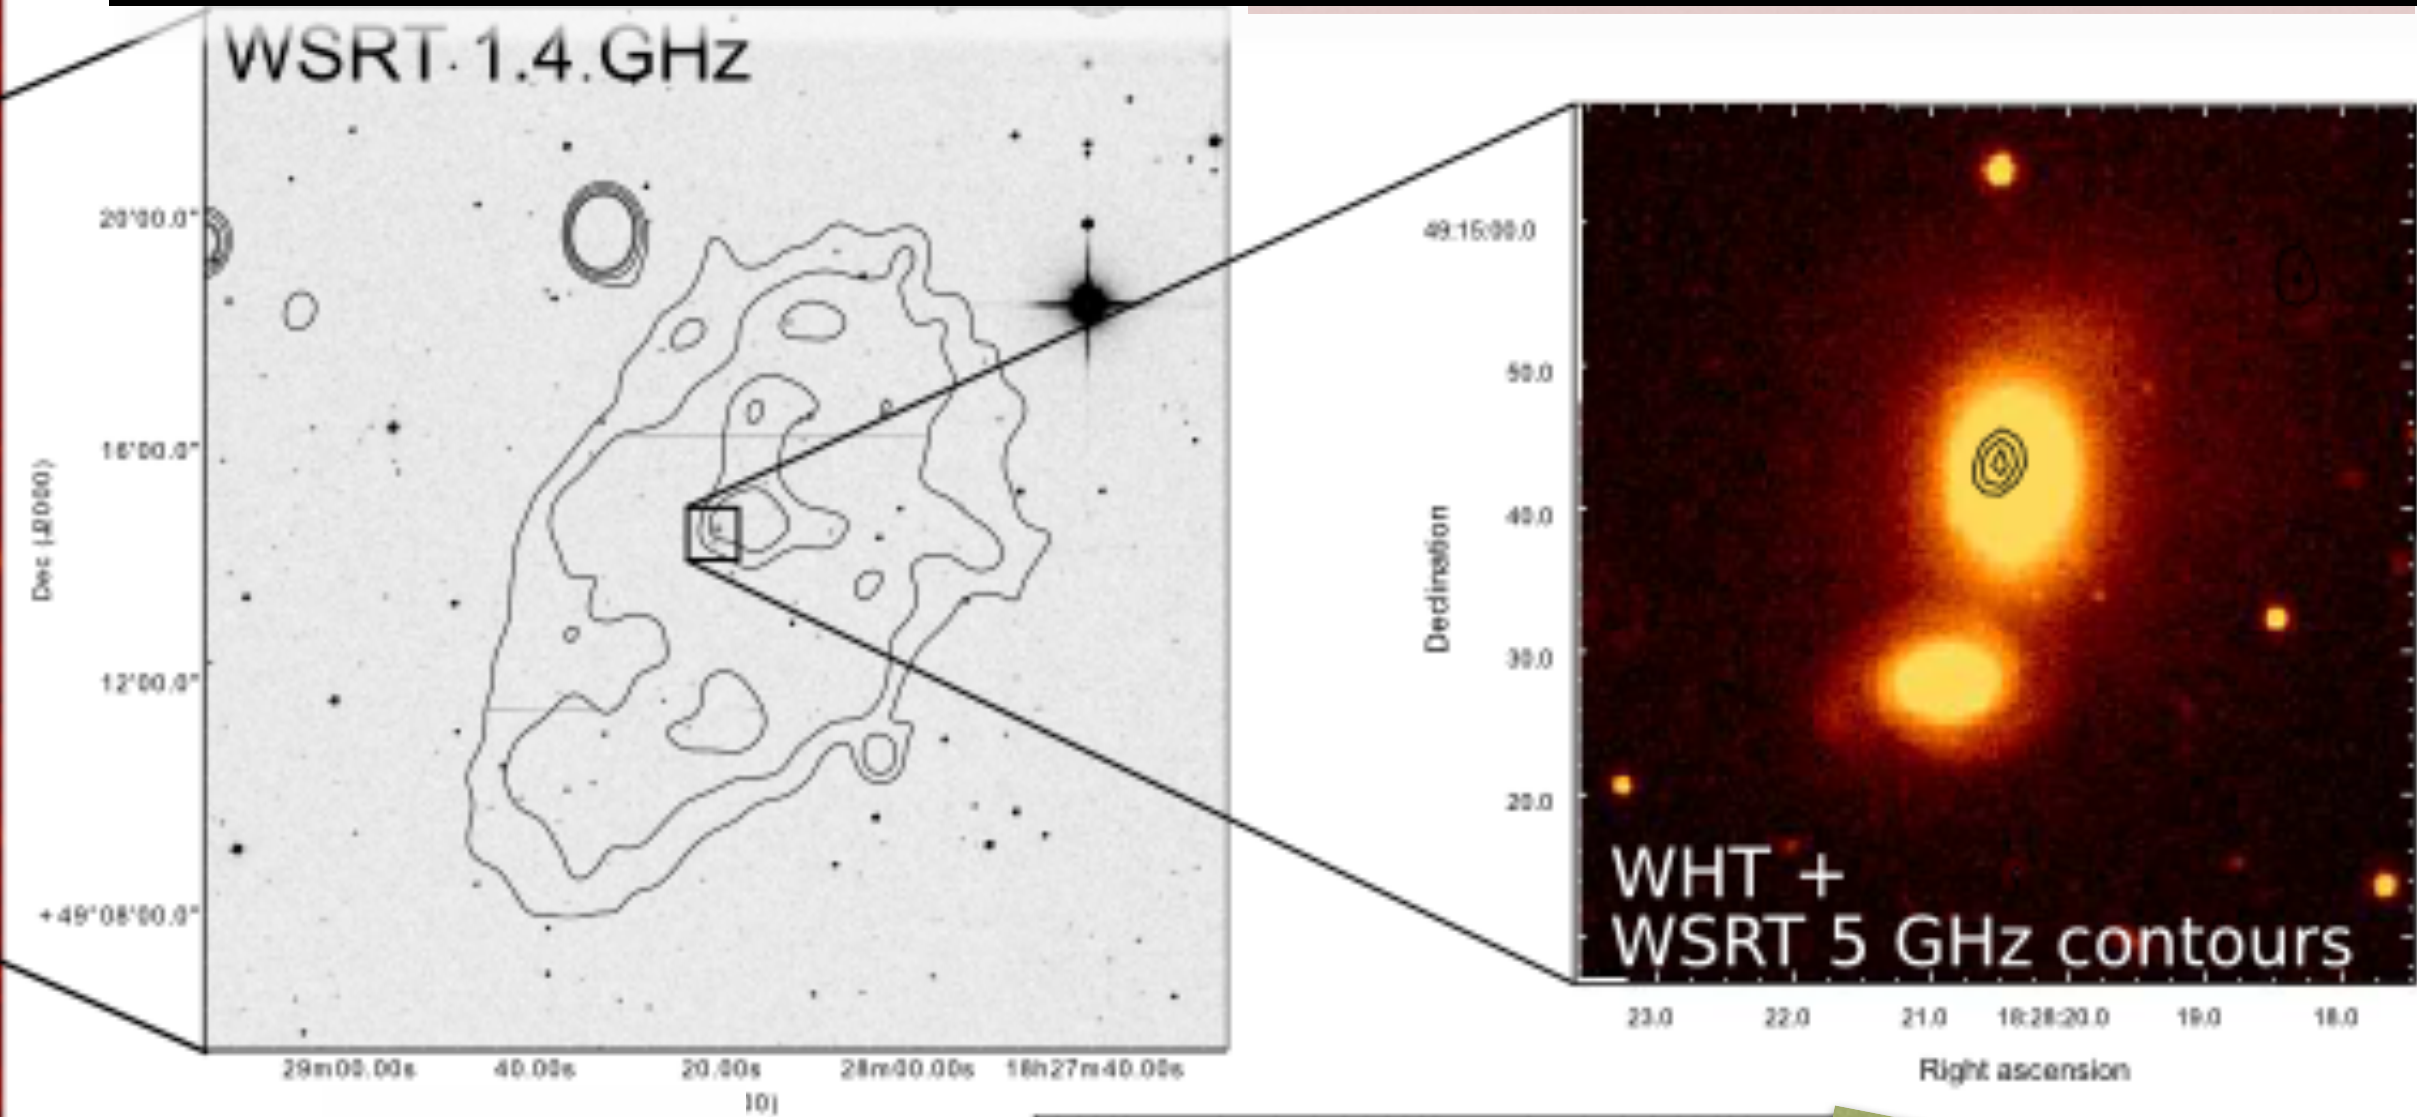 WSRT 1.4 GHz
20'00.0"
16'00.0"
12'00.0"
+49°08'00.0"
Dec (J2000)
29m00.00s 40.00s 20.00s 28m00.00s 18h27m40.00s
00)
49:15:00.0
50.0
40.0
30.0
20.0
Declination
WHT +
WSRT 5 GHz contours
23.0 22.0 21.0 18:28:20.0 19.0 18.0
Right ascension